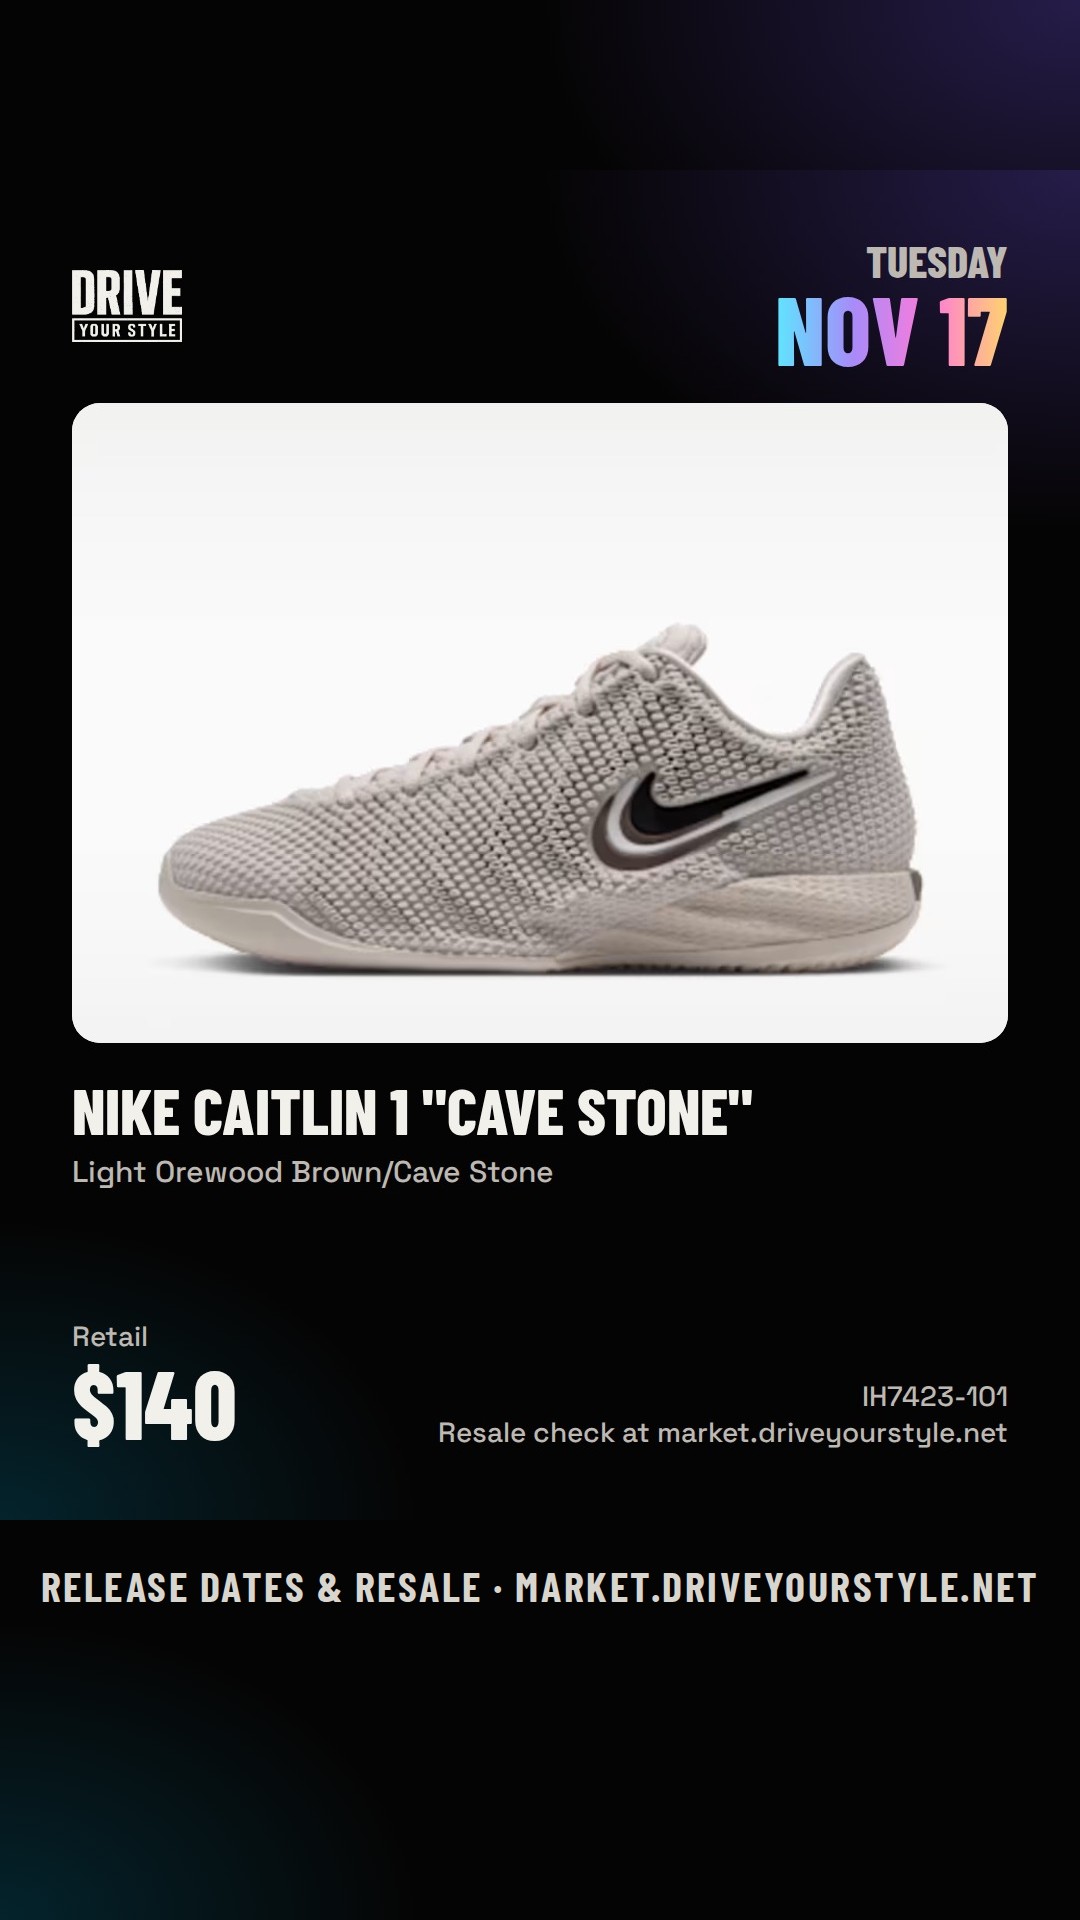 DRIVE
YOUR STYLE
TUESDAY
NOV 17
NIKE CAITLIN 1 "CAVE STONE"
Light Orewood Brown/Cave Stone
Retail
$140
IH7423-101
Resale check at market.driveyourstyle.net
RELEASE DATES & RESALE · MARKET.DRIVEYOURSTYLE.NET